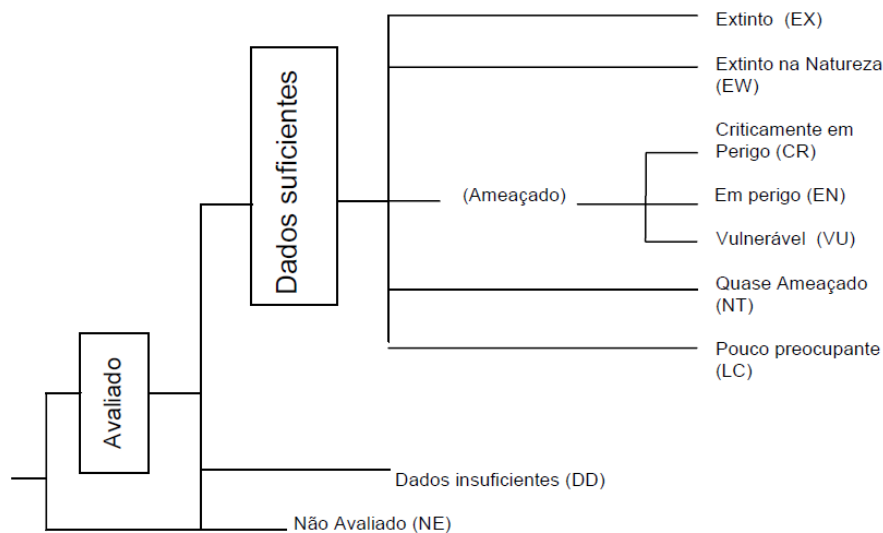 Extinto (EX)
Extinto na Natureza
(EW)
Criticamente em
Perigo (CR)
(Ameaçado)
Em perigo (EN)
Vulnerável (VU)
Quase Ameaçado
(NT)
Pouco preocupante
(LC)
Dados suficientes
Avaliado
Dados insuficientes (DD)
Não Avaliado (NE)